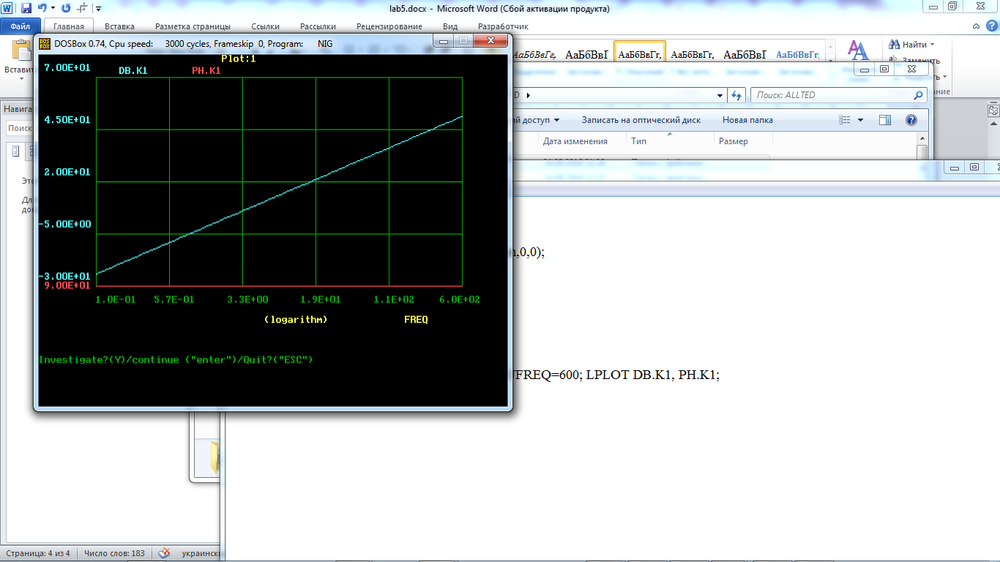 lab5.docx - Microsoft Word (Сбой активации продукта)
Файл Главная Вставка Разметка страницы Ссылки Рассылки Рецензирование Вид Разработчик
Вставит
АаБбВвГг, АаБбВвГ АаБбВвГг, АаБбВвГг, АаБбВвГ АаБбВвГг,
Найти
Заменить
DOSBox 0.74, Cpu speed: 3000 cycles, Frameskip 0, Program: NIG
Plot:1
DB.K1 PH.K1
7.00E+01
4.50E+01
2.00E+01
-5.00E+00
-3.00E+01
9.00E+01
1.0E-01 5.7E-01 3.3E+00 1.9E+01 1.1E+02 6.0E+02
(logarithm) FREQ
Investigate?(Y)/continue ("enter")/Quit?("ESC")
Поиск: ALLTED
доступ Записать на оптический диск Новая папка
Дата изменения Тип Размер
Навига
Поиск
Это
Для
дог
,0,0);
FREQ=600; LPLOT DB.K1, PH.K1;
Страница: 4 из 4 Число слов: 183 украинск